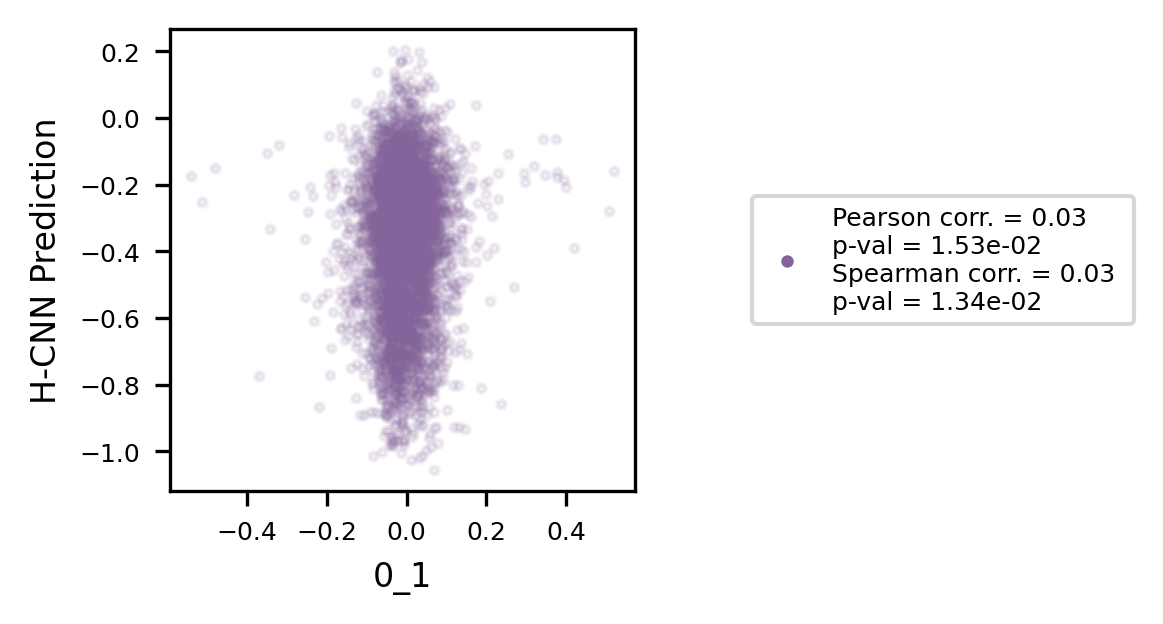 0.2
0.0
−0.2
−0.4
−0.6
−0.8
−1.0
H-CNN Prediction
−0.4 −0.2 0.0 0.2 0.4
0_1
Pearson corr. = 0.03
p-val = 1.53e-02
Spearman corr. = 0.03
p-val = 1.34e-02